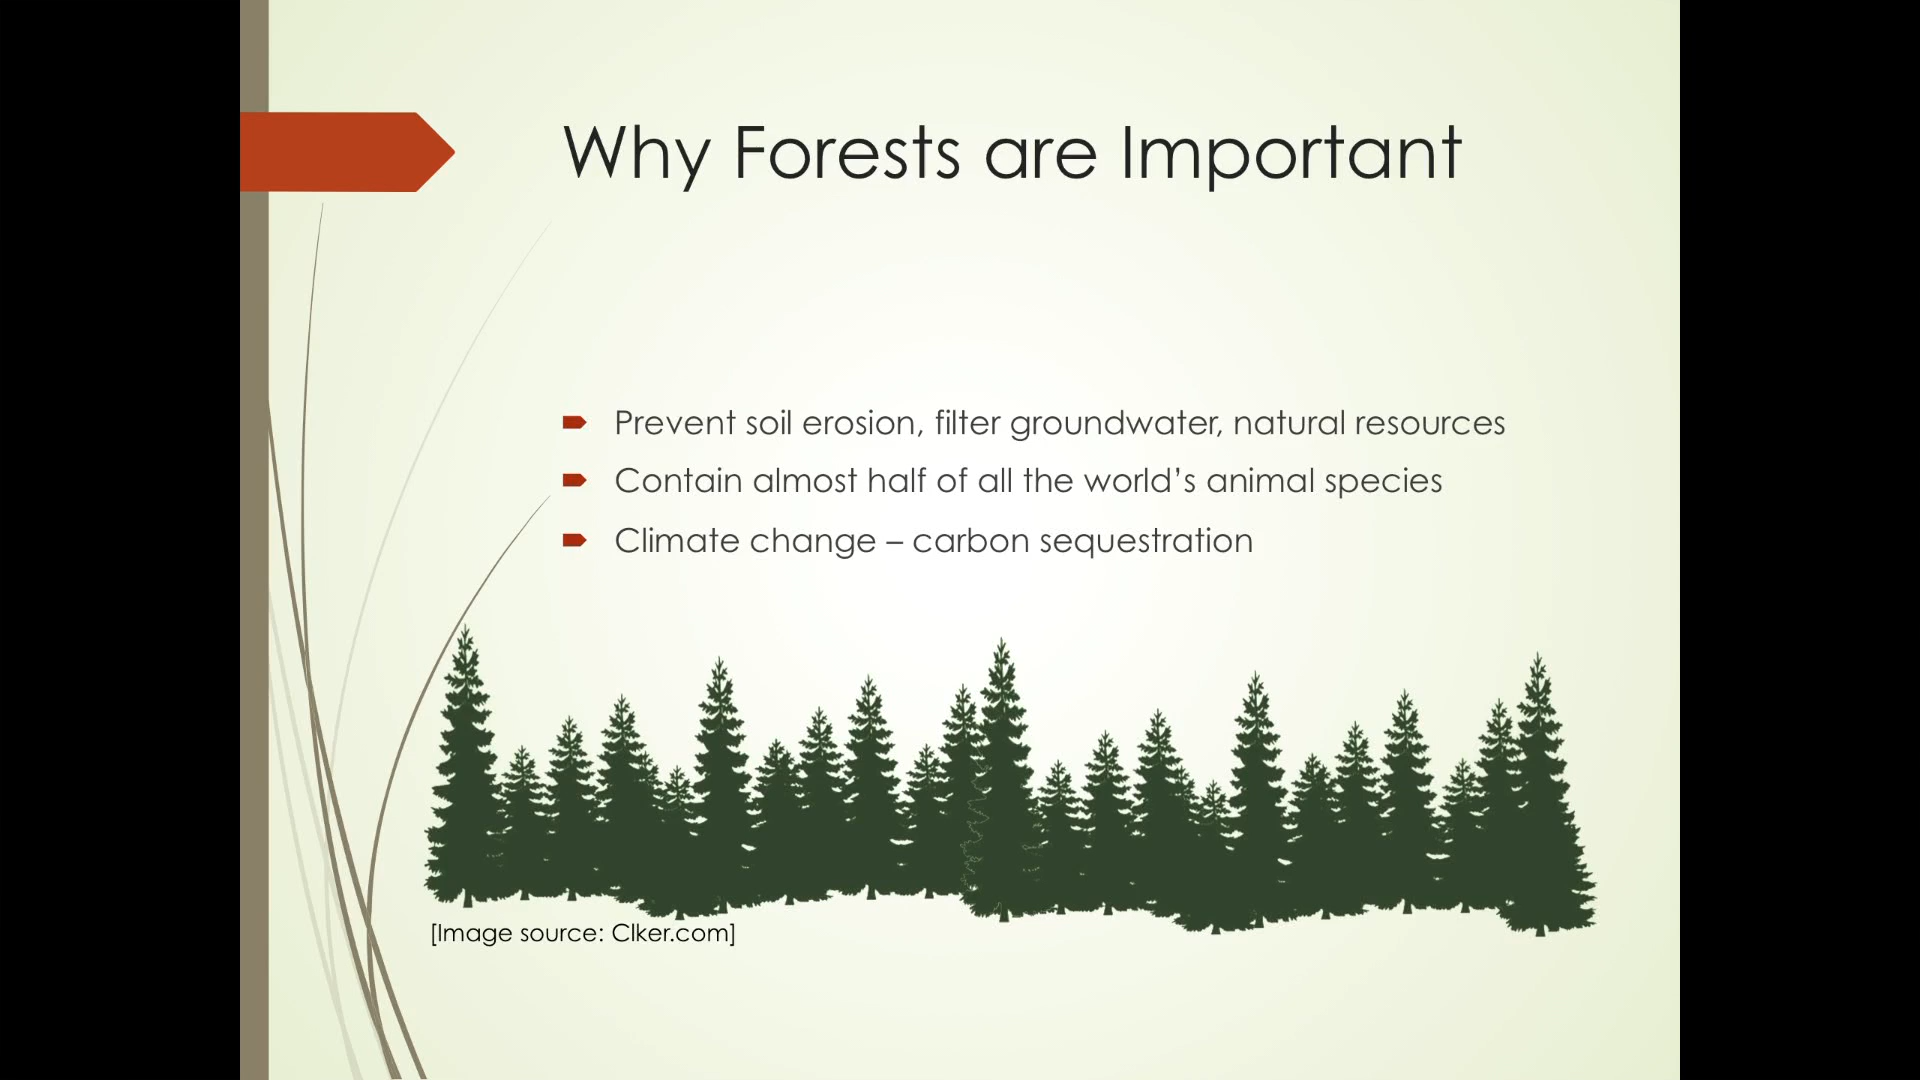 Why Forests are Important
Prevent soil erosion, filter groundwater, natural resources
Contain almost half of all the world’s animal species
Climate change – carbon sequestration
[Image source: Clker.com]